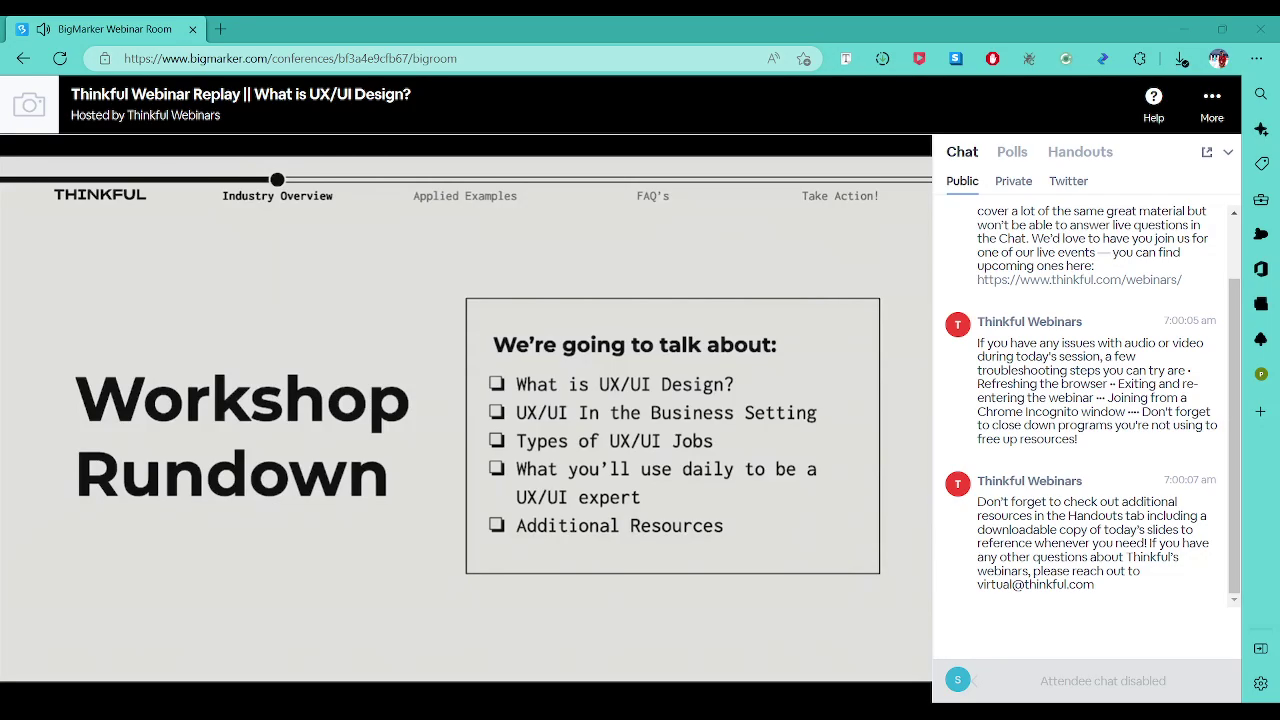 BigMarker Webinar Room
https://www.bigmarker.com/conferences/bf3a4e9cfb67/bigroom
Thinkful Webinar Replay || What is UX/UI Design?
Hosted by Thinkful Webinars
Help
More
THINKFUL
Industry Overview
Applied Examples
FAQ's
Take Action!
Workshop
Rundown
We're going to talk about:
What is UX/UI Design?
UX/UI In the Business Setting
Types of UX/UI Jobs
What you'll use daily to be a
UX/UI expert
Additional Resources
Chat
Polls
Handouts
Public
Private
Twitter
cover a lot of the same great material but
won't be able to answer live questions in
the Chat. We'd love to have you join us for
one of our live events — you can find
upcoming ones here:
https://www.thinkful.com/webinars/
T
Thinkful Webinars
7:00:05 am
If you have any issues with audio or video
during today's session, a few
troubleshooting steps you can try are •
Refreshing the browser •• Exiting and re-
entering the webinar •• Joining from a
Chrome Incognito window •••• Don't forget
to close down programs you're not using to
free up resources!
T
Thinkful Webinars
7:00:07 am
Don't forget to check out additional
resources in the Handouts tab including a
downloadable copy of today's slides to
reference whenever you need! If you have
any other questions about Thinkful's
webinars, please reach out to
virtual@thinkful.com
S
Attendee chat disabled